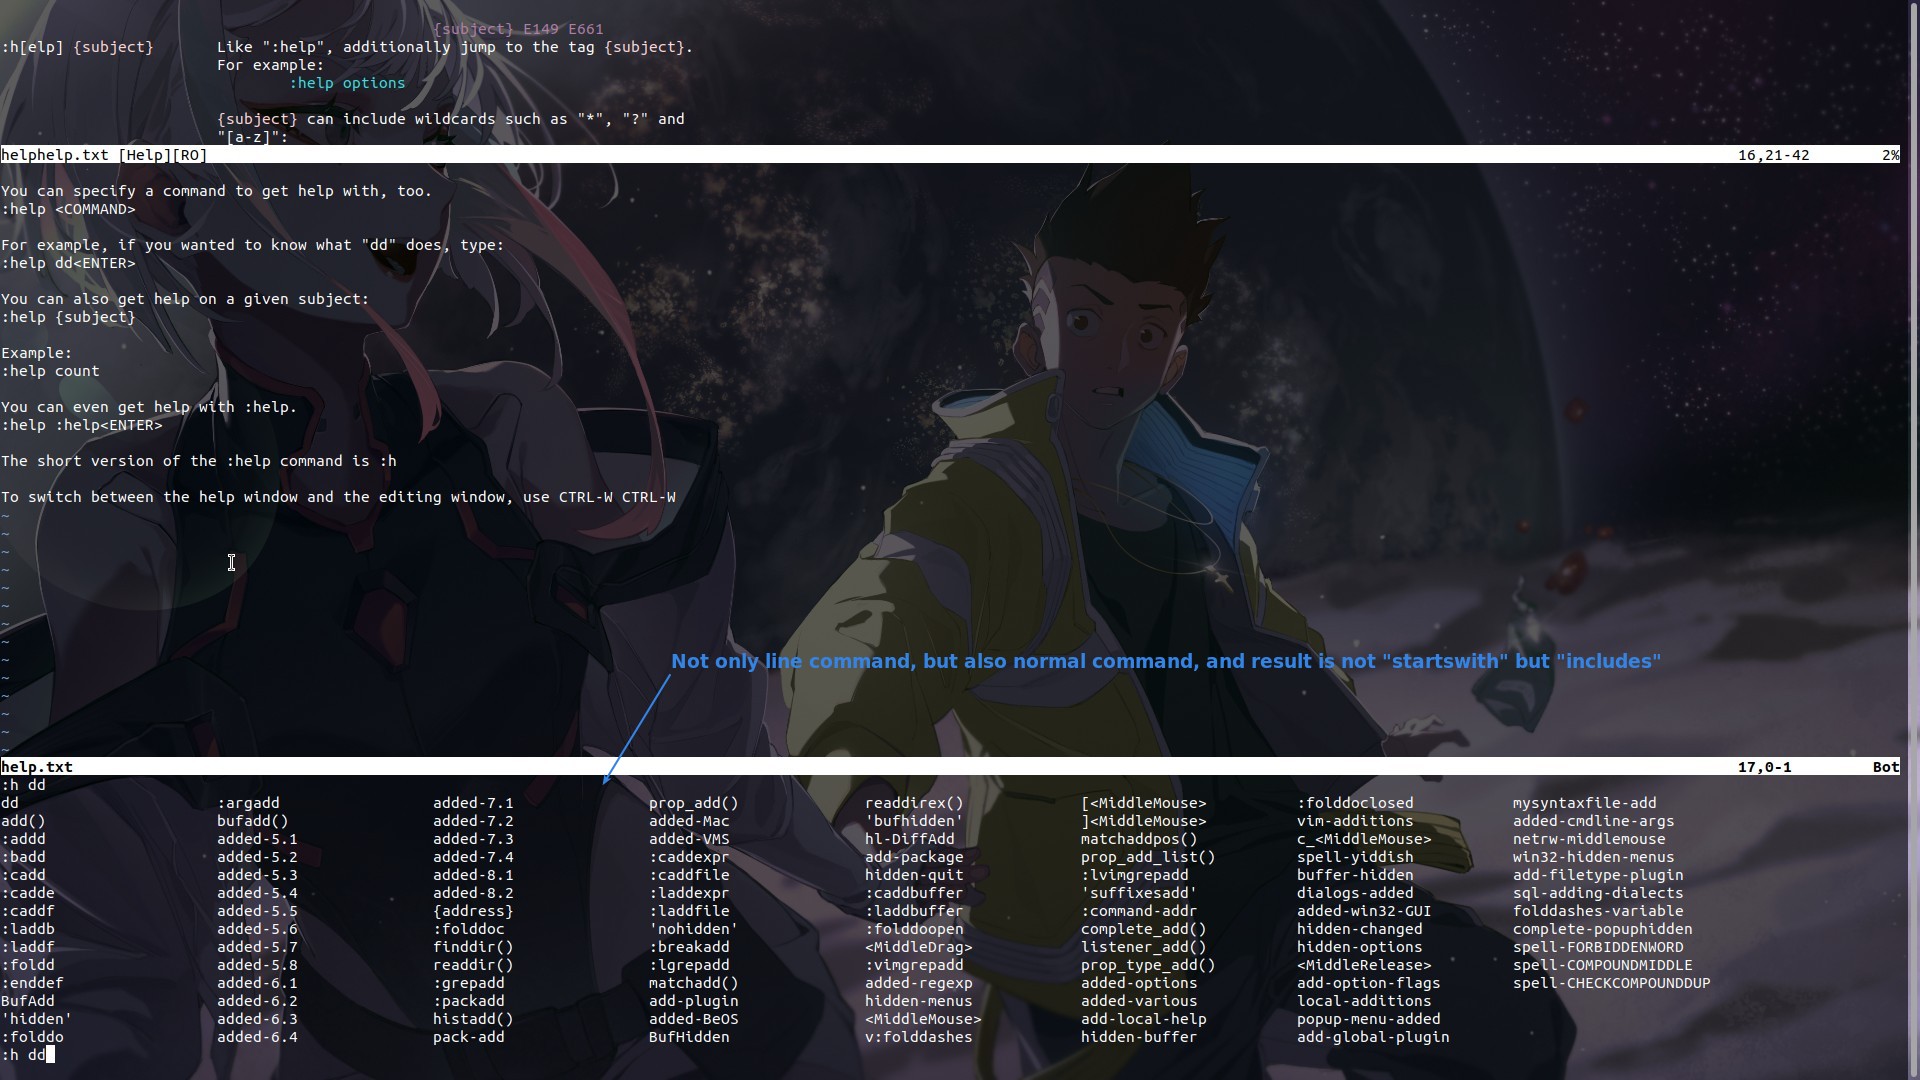 {subject} E149 E661
:h[elp] {subject} Like ":help", additionally jump to the tag {subject}.
For example:
:help options
{subject} can include wildcards such as "*", "?" and
"[a-z]":
helphelp.txt [Help][RO] 16,21-42 2%
You can specify a command to get help with, too.
:help <COMMAND>
For example, if you wanted to know what "dd" does, type:
:help dd<ENTER>
You can also get help on a given subject:
:help {subject}
Example:
:help count
You can even get help with :help.
:help :help<ENTER>
The short version of the :help command is :h
To switch between the help window and the editing window, use CTRL-W CTRL-W
~
~
~
~
~
~
~
~
~
~
~
~
~
~
Not only line command, but also normal command, and result is not "startswith" but "includes"
help.txt 17,0-1 Bot
:h dd
dd :argadd added-7.1 prop_add() readdirex() [<MiddleMouse> :folddoclosed mysyntaxfile-add
add() bufadd() added-7.2 added-Mac 'bufhidden' ]<MiddleMouse> vim-additions added-cmdline-args
:addd added-5.1 added-7.3 added-VMS hl-DiffAdd matchaddpos() c_<MiddleMouse> netrw-middlemouse
:badd added-5.2 added-7.4 :caddexpr add-package prop_add_list() spell-yiddish win32-hidden-menus
:cadd added-5.3 added-8.1 :caddfile hidden-quit :lvimgrepadd buffer-hidden add-filetype-plugin
:cadde added-5.4 added-8.2 :laddexpr :caddbuffer 'suffixesadd' dialogs-added sql-adding-dialects
:caddf added-5.5 {address} :laddfile :laddbuffer :command-addr added-win32-GUI folddashes-variable
:laddb added-5.6 :folddoc 'nohidden' :folddoopen complete_add() hidden-changed complete-popuphidden
:laddf added-5.7 finddir() :breakadd <MiddleDrag> listener_add() hidden-options spell-FORBIDDENWORD
:foldd added-5.8 readdir() :lgrepadd :vimgrepadd prop_type_add() <MiddleRelease> spell-COMPOUNDMIDDLE
:enddef added-6.1 :grepadd matchadd() added-regexp added-options add-option-flags spell-CHECKCOMPOUNDDUP
BufAdd added-6.2 :packadd add-plugin hidden-menus added-various local-additions
'hidden' added-6.3 histadd() added-BeOS <MiddleMouse> add-local-help popup-menu-added
:folddo added-6.4 pack-add BufHidden v:folddashes hidden-buffer add-global-plugin
:h dd